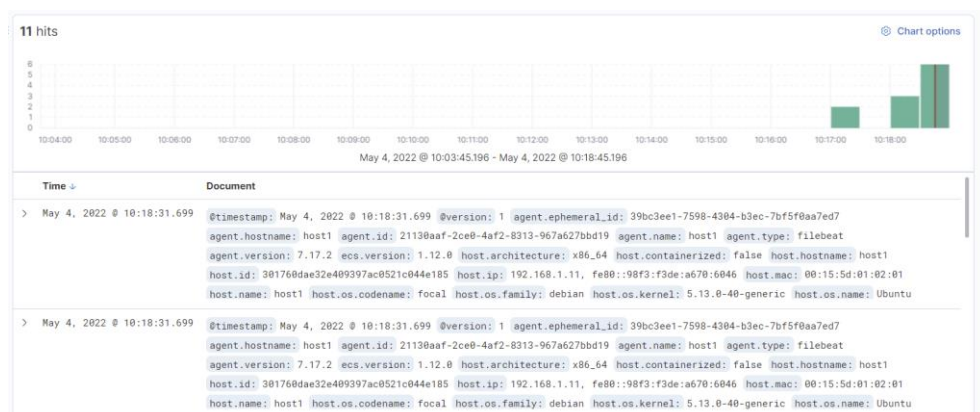 11 hits
Chart options
6
5
4
3
2
1
0
10:04:00 10:05:00 10:06:00 10:07:00 10:08:00 10:09:00 10:10:00 10:11:00 10:12:00 10:13:00 10:14:00 10:15:00 10:16:00 10:17:00 10:18:00
May 4, 2022 @ 10:03:45.196 - May 4, 2022 @ 10:18:45.196
Time Document
May 4, 2022 @ 10:18:31.699 @timestamp: May 4, 2022 @ 10:18:31.699 @version: 1 agent.ephemeral_id: 39bc3ee1-7598-4304-b3ec-7bf5f0aa7ed7
agent.hostname: host1 agent.id: 21130aaf-2ce0-4af2-8313-967a627bbd19 agent.name: host1 agent.type: filebeat
agent.version: 7.17.2 ecs.version: 1.12.0 host.architecture: x86_64 host.containerized: false host.hostname: host1
host.id: 301760dae32e409397ac0521c044e185 host.ip: 192.168.1.11, fe80::98f3:f3de:a670:6046 host.mac: 00:15:5d:01:02:01
host.name: host1 host.os.codename: focal host.os.family: debian host.os.kernel: 5.13.0-40-generic host.os.name: Ubuntu
May 4, 2022 @ 10:18:31.699 @timestamp: May 4, 2022 @ 10:18:31.699 @version: 1 agent.ephemeral_id: 39bc3ee1-7598-4304-b3ec-7bf5f0aa7ed7
agent.hostname: host1 agent.id: 21130aaf-2ce0-4af2-8313-967a627bbd19 agent.name: host1 agent.type: filebeat
agent.version: 7.17.2 ecs.version: 1.12.0 host.architecture: x86_64 host.containerized: false host.hostname: host1
host.id: 301760dae32e409397ac0521c044e185 host.ip: 192.168.1.11, fe80::98f3:f3de:a670:6046 host.mac: 00:15:5d:01:02:01
host.name: host1 host.os.codename: focal host.os.family: debian host.os.kernel: 5.13.0-40-generic host.os.name: Ubuntu